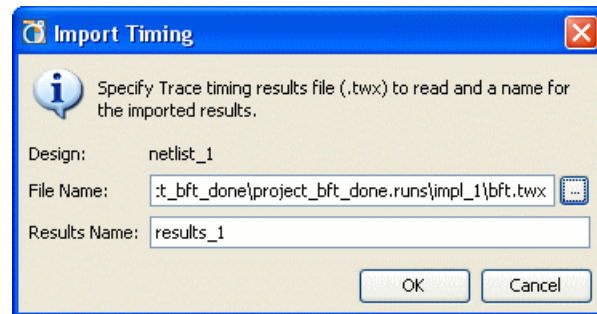 Import Timing
Specify Trace timing results file (.twx) to read and a name for
the imported results.
Design: netlist_1
File Name: :t_bft_done\project_bft_done.runs\impl_1\bft.twx ...
Results Name: results_1
OK Cancel